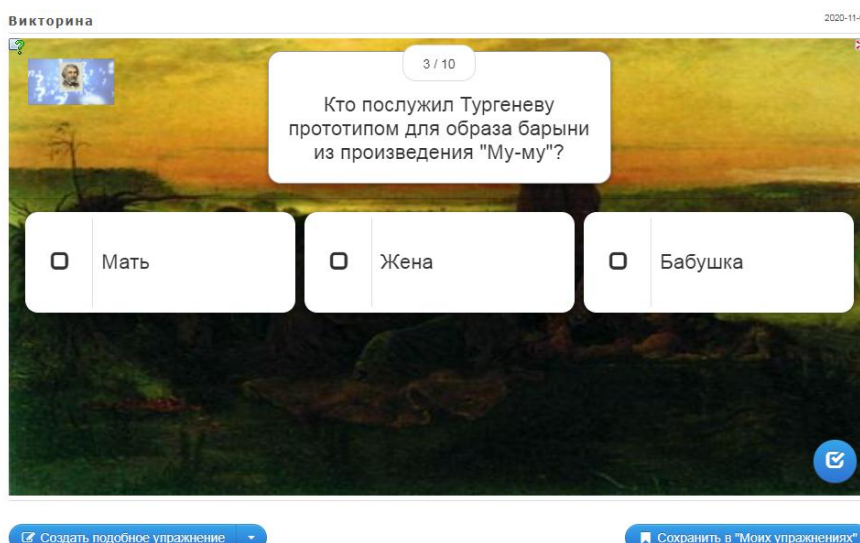 Викторина
2020-11-
3 / 10
Кто послужил Тургеневу
прототипом для образа барыни
из произведения "Му-му"?
Мать
Жена
Бабушка
Создать подобное упражнение
Сохранить в "Моих упражнениях"